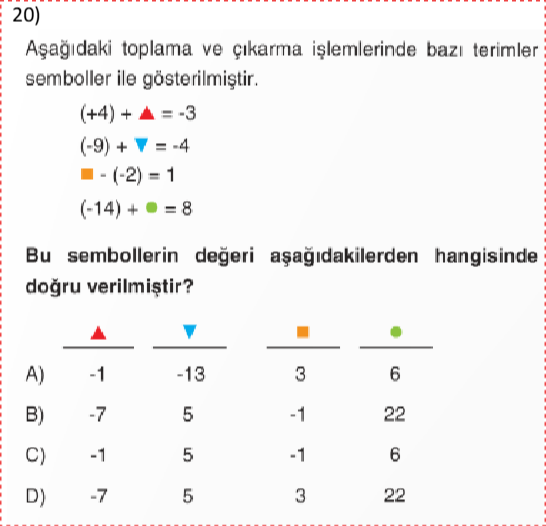 20)
Aşağıdaki toplama ve çıkarma işlemlerinde bazı terimler
semboller ile gösterilmiştir.
(+4) + ▲ = -3
(-9) + ▼ = -4
■ - (-2) = 1
(-14) + ● = 8
Bu sembollerin değeri aşağıdakilerden hangisinde
doğru verilmiştir?
▲ ▼ ■ ●
A) -1 -13 3 6
B) -7 5 -1 22
C) -1 5 -1 6
D) -7 5 3 22